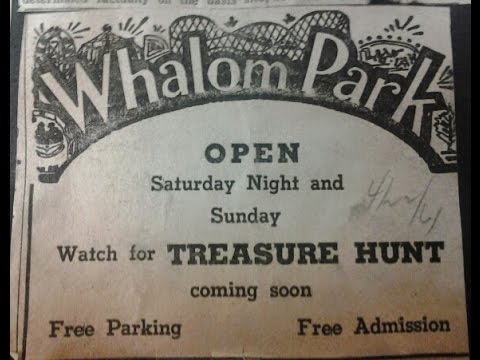 Whalom Park
OPEN
Saturday Night and
Sunday
Watch for TREASURE HUNT
coming soon
Free Parking Free Admission